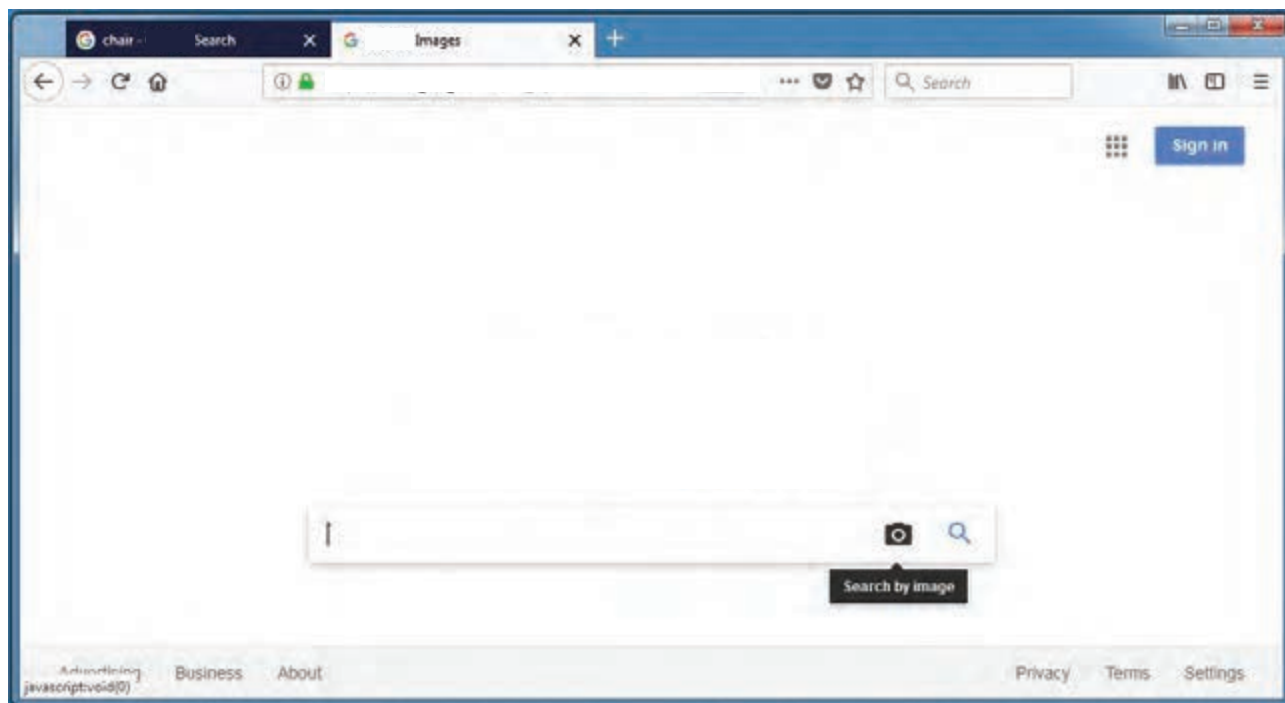 chair - Search
Images
Search
Sign in
Search by image
Advertising Business About Privacy Terms Settings
javascript:void(0)